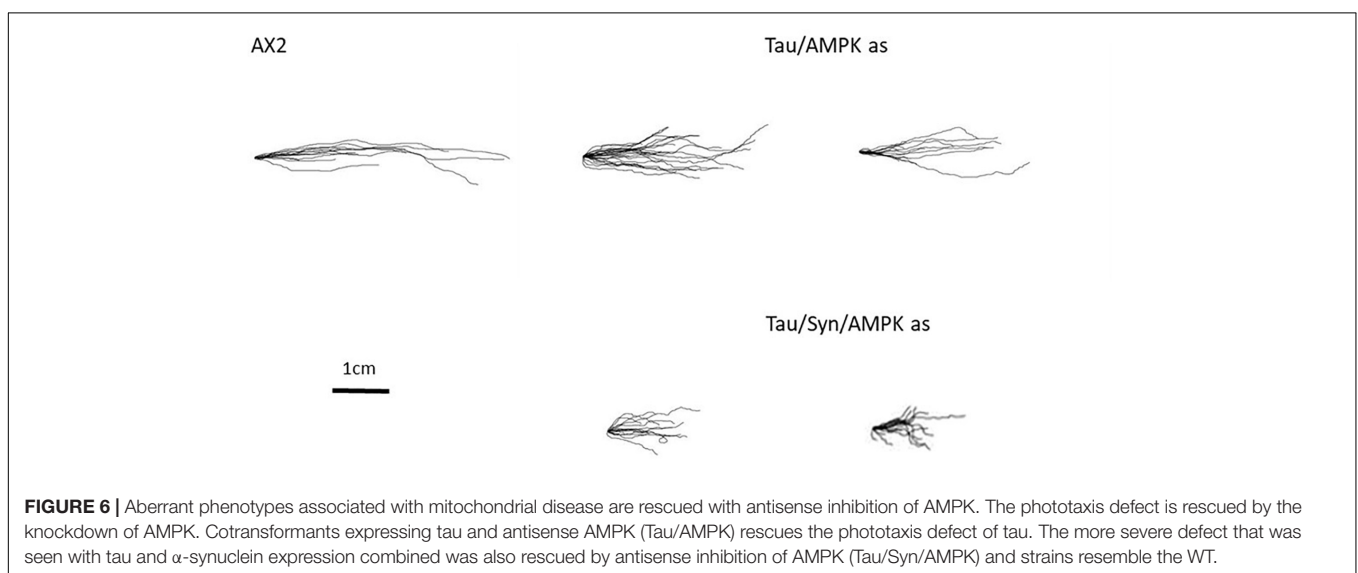 AX2
Tau/AMPK as
Tau/Syn/AMPK as
1cm
FIGURE 6 | Aberrant phenotypes associated with mitochondrial disease are rescued with antisense inhibition of AMPK. The phototaxis defect is rescued by the
knockdown of AMPK. Cotransformants expressing tau and antisense AMPK (Tau/AMPK) rescues the phototaxis defect of tau. The more severe defect that was
seen with tau and α-synuclein expression combined was also rescued by antisense inhibition of AMPK (Tau/Syn/AMPK) and strains resemble the WT.